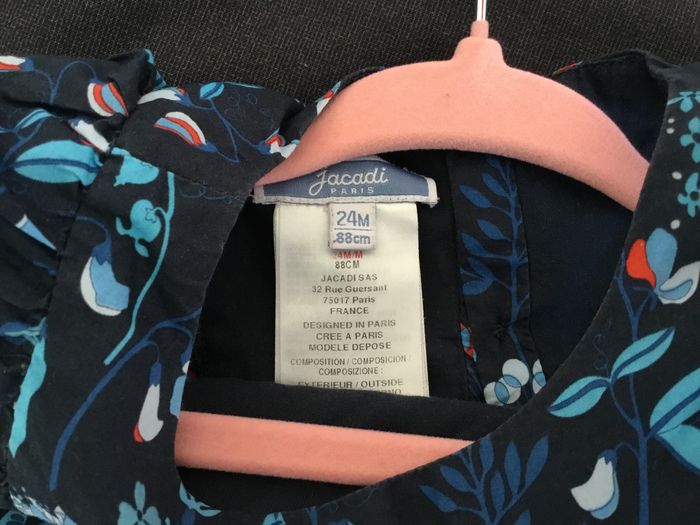 Jacadi
PARIS
24M
88cm
88CM
JACADI SAS
32 Rue Guersant
75017 Paris
FRANCE
DESIGNED IN PARIS
CREE A PARIS
MODELE DEPOSE
COMPOSITION / COMPOSICION /
COMPOSIZIONE :
EXTERIEUR / OUTSIDE